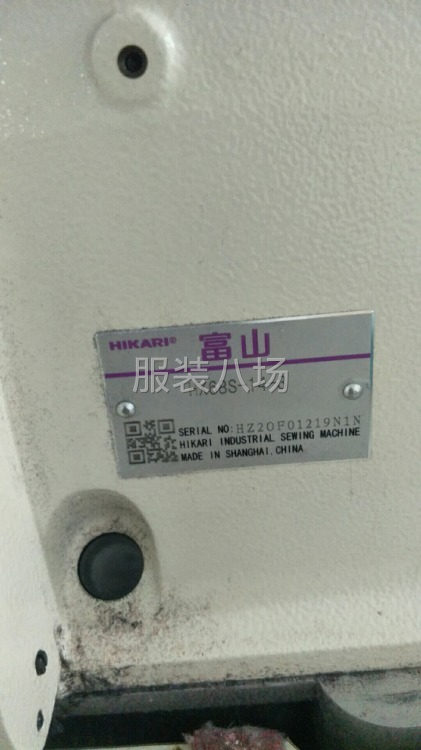 HIKARI® 富山
服装八场
SERIAL NO:HZ20F01219N1N
HIKARI INDUSTRIAL SEWING MACHINE
MADE IN SHANGHAI.CHINA